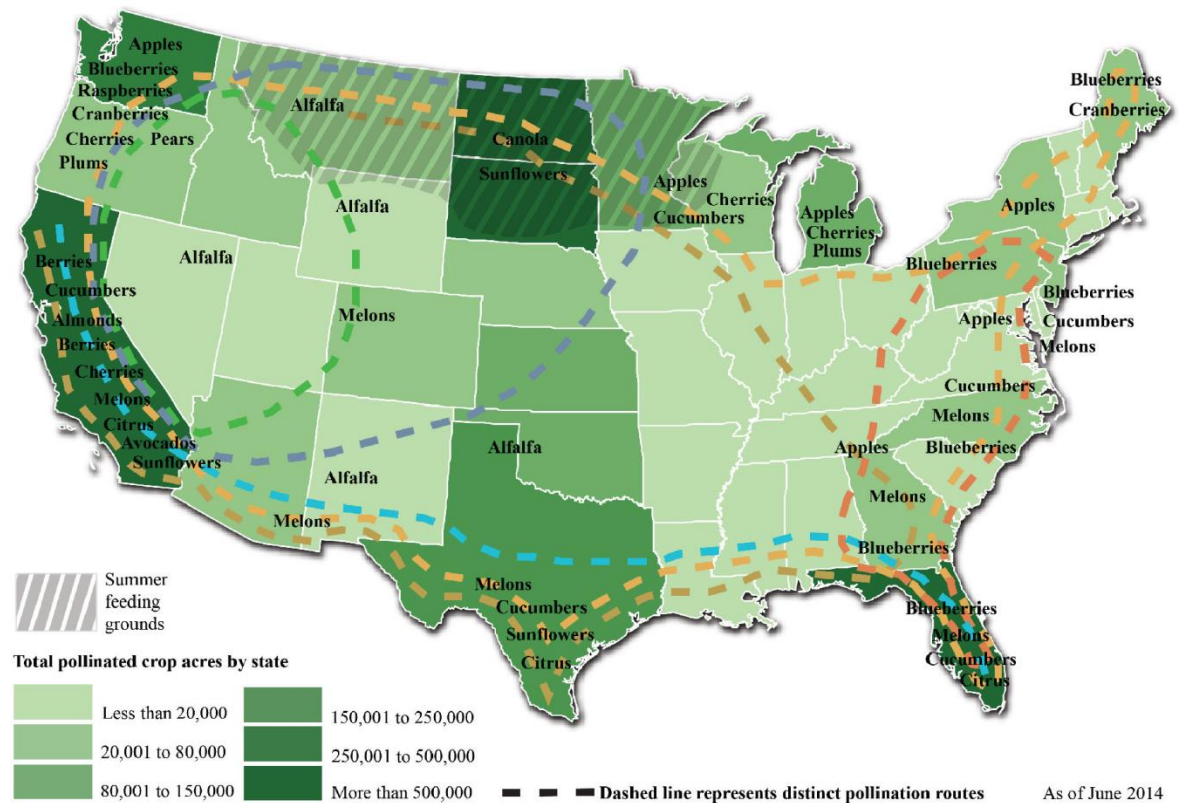 Apples
Blueberries
Raspberries
Cranberries
Cherries
Pears
Plums
Alfalfa
Canola
Sunflowers
Alfalfa
Alfalfa
Apples
Cherries
Cucumbers
Apples
Cherries
Plums
Blueberries
Cranberries
Apples
Blueberries
Blueberries
Apples
Cucumbers
Melons
Cucumbers
Melons
Blueberries
Apples
Melons
Blueberries
Berries
Cucumbers
Almonds
Berries
Cherries
Melons
Citrus
Avocados
Sunflowers
Melons
Alfalfa
Alfalfa
Melons
Melons
Cucumbers
Sunflowers
Citrus
Blueberries
Melons
Cucumbers
Citrus
Summer
feeding
grounds
Total pollinated crop acres by state
Less than 20,000
20,001 to 80,000
80,001 to 150,000
150,001 to 250,000
250,001 to 500,000
More than 500,000
Dashed line represents distinct pollination routes
As of June 2014